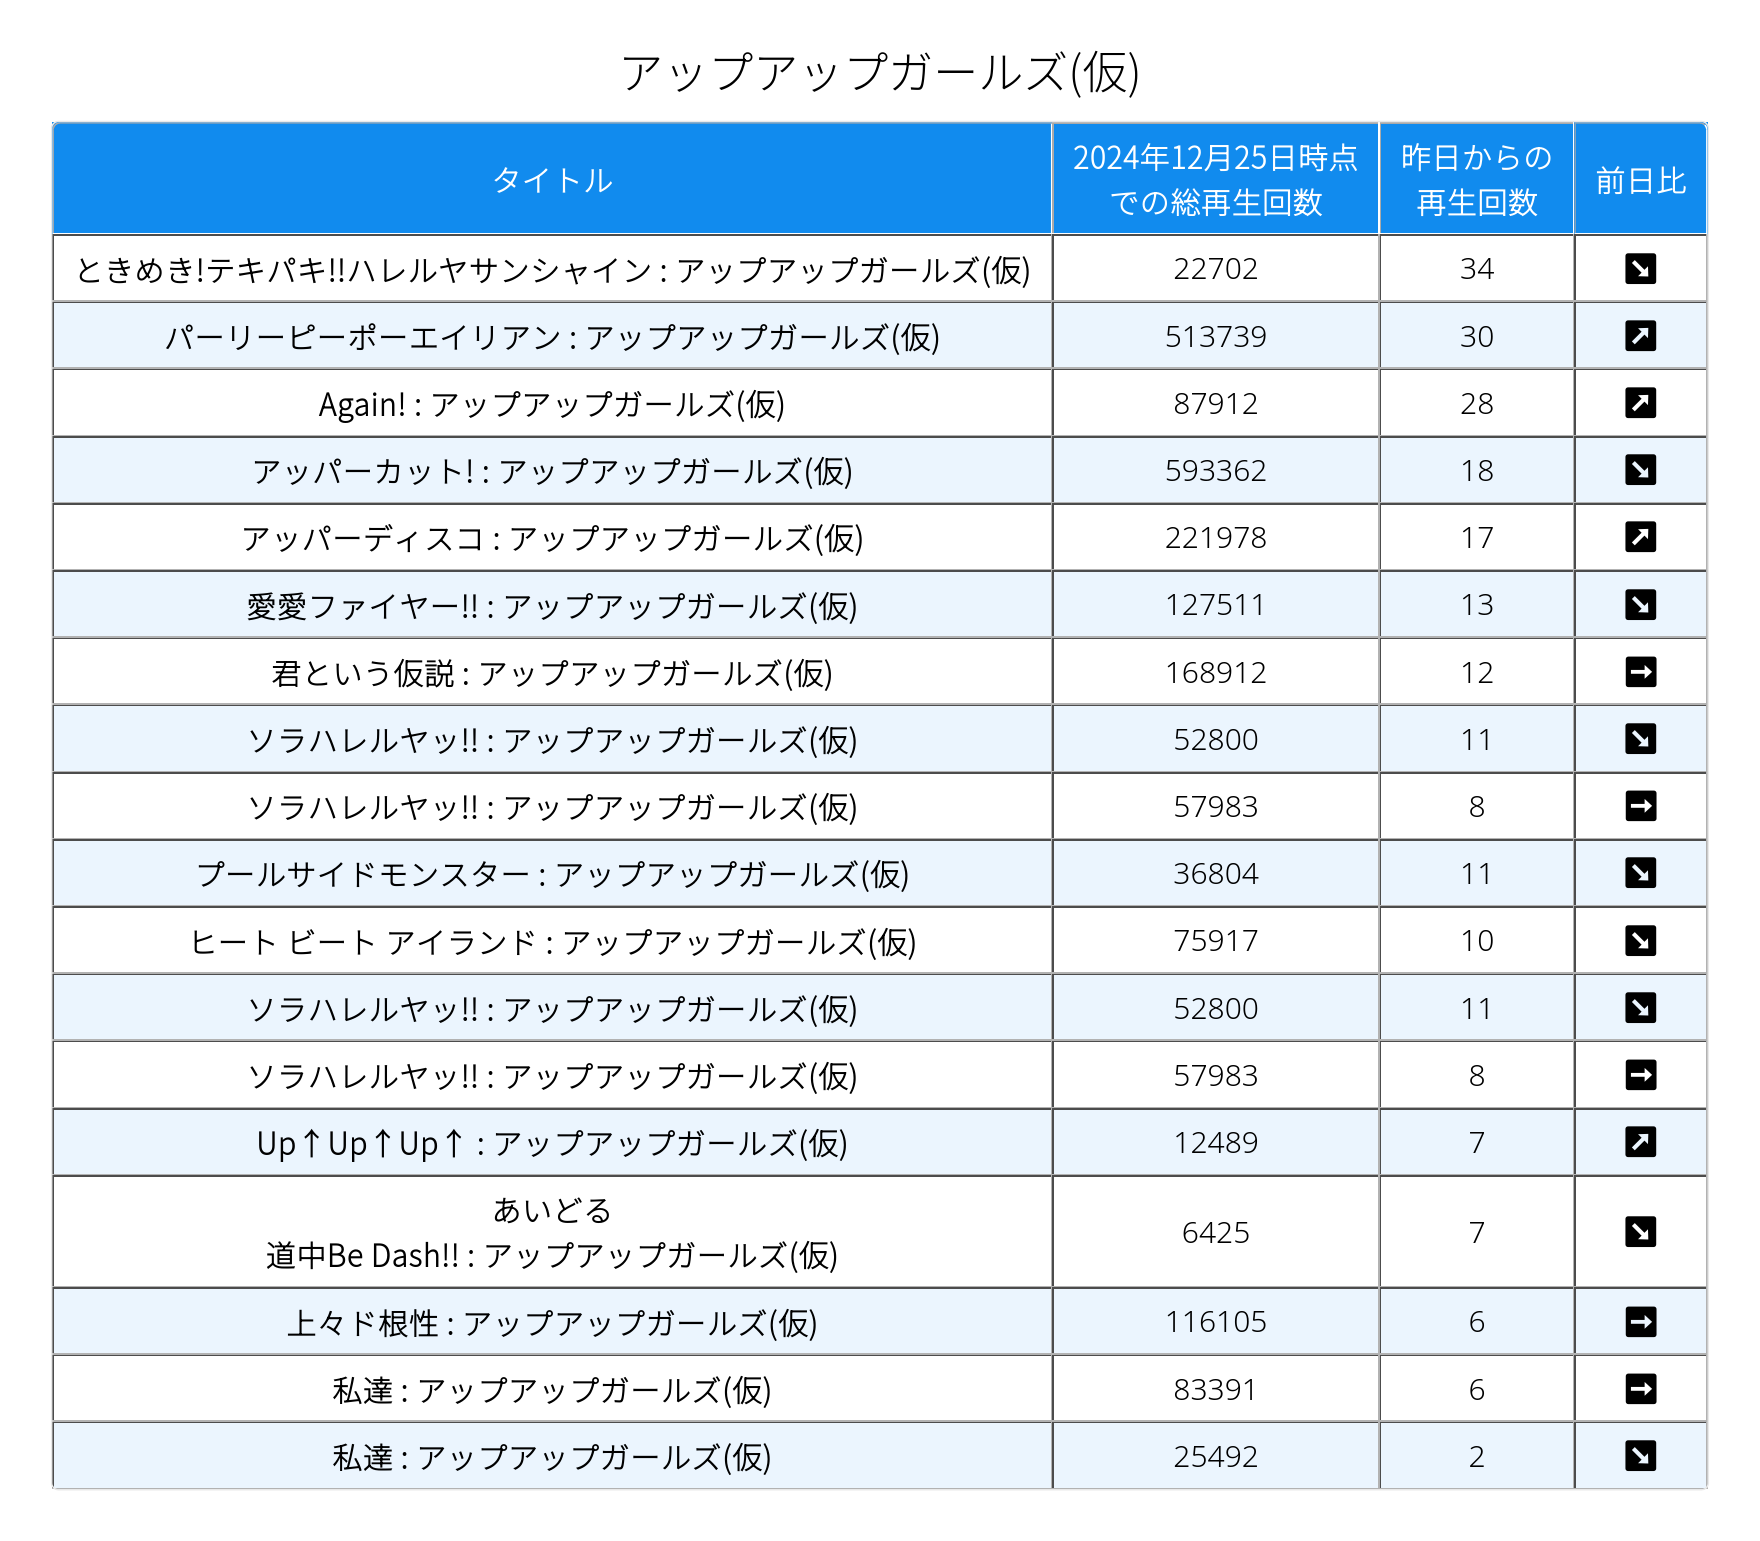 アップアップガールズ(仮)
タイトル 2024年12月25日時点での総再生回数 昨日からの再生回数 前日比
ときめき!テキパキ!!ハレルヤサンシャイン : アップアップガールズ(仮) 22702 34 ↘
パーリーピーポーエイリアン : アップアップガールズ(仮) 513739 30 ↗
Again! : アップアップガールズ(仮) 87912 28 ↗
アッパーカット! : アップアップガールズ(仮) 593362 18 ↘
アッパーディスコ : アップアップガールズ(仮) 221978 17 ↗
愛愛ファイヤー!! : アップアップガールズ(仮) 127511 13 ↘
君という仮説 : アップアップガールズ(仮) 168912 12 →
ソラハレルヤッ!! : アップアップガールズ(仮) 52800 11 ↘
ソラハレルヤッ!! : アップアップガールズ(仮) 57983 8 →
プールサイドモンスター : アップアップガールズ(仮) 36804 11 ↘
ヒート ビート アイランド : アップアップガールズ(仮) 75917 10 ↘
ソラハレルヤッ!! : アップアップガールズ(仮) 52800 11 ↘
ソラハレルヤッ!! : アップアップガールズ(仮) 57983 8 →
Up↑Up↑Up↑ : アップアップガールズ(仮) 12489 7 ↗
あいどる
道中Be Dash!! : アップアップガールズ(仮) 6425 7 ↘
上々ド根性 : アップアップガールズ(仮) 116105 6 →
私達 : アップアップガールズ(仮) 83391 6 →
私達 : アップアップガールズ(仮) 25492 2 ↘